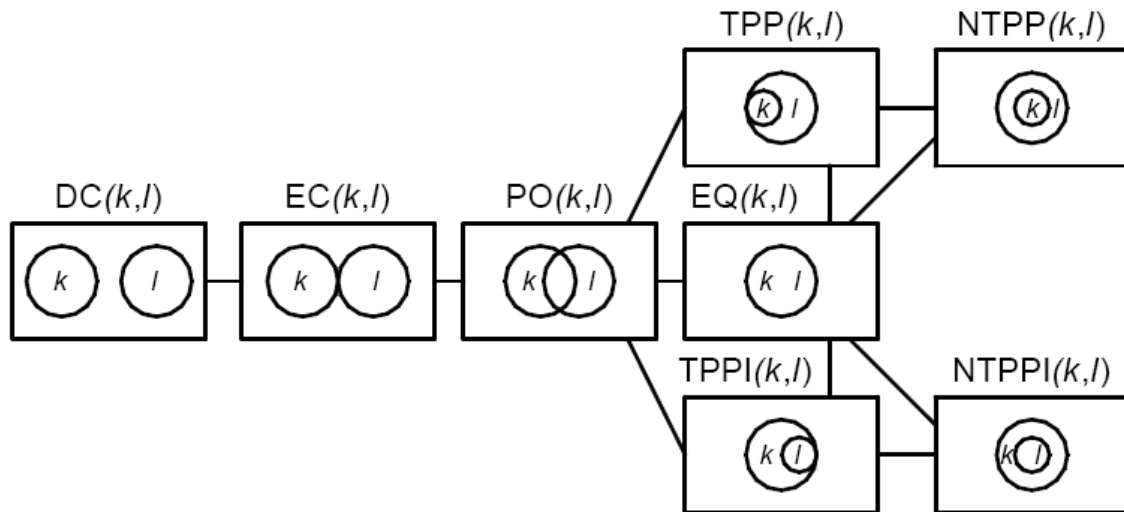 TPP(k,l)
NTPP(k,l)
k l
k l
DC(k,l)
EC(k,l)
PO(k,l)
EQ(k,l)
k l
k l
k l
k l
TPPI(k,l)
NTPPI(k,l)
k l
k l